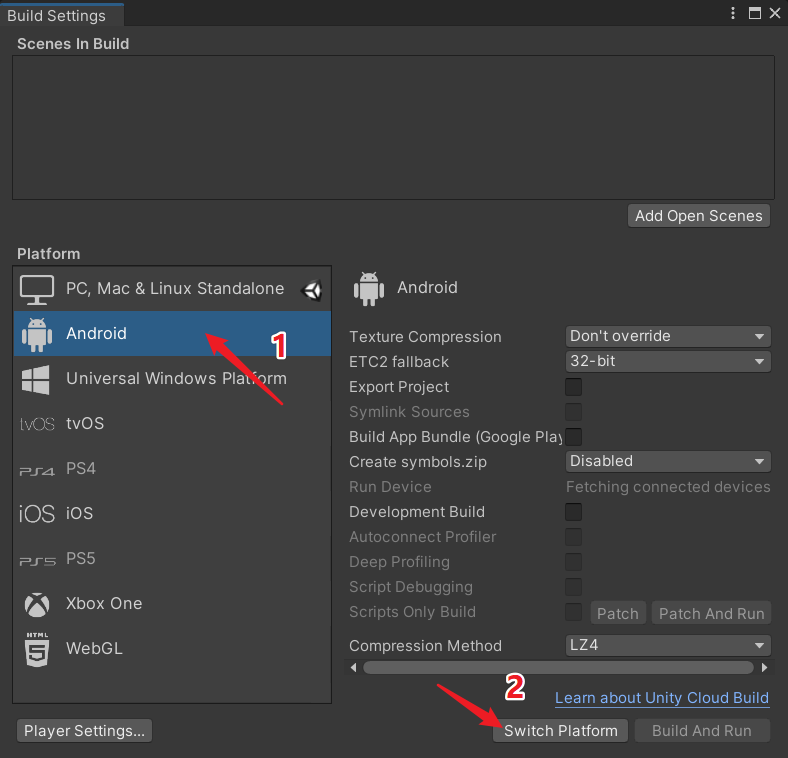 Build Settings
Scenes In Build
Add Open Scenes
Platform
PC, Mac & Linux Standalone
Android
1
Universal Windows Platform
tvOS tvOS
PS4 PS4
iOS iOS
PS5 PS5
Xbox One
HTML
5 WebGL
Android
Texture Compression Don't override
ETC2 fallback 32-bit
Export Project
Symlink Sources
Build App Bundle (Google Play
Create symbols.zip Disabled
Run Device Fetching connected devices
Development Build
Autoconnect Profiler
Deep Profiling
Script Debugging
Scripts Only Build Patch Patch And Run
Compression Method LZ4
2
Learn about Unity Cloud Build
Player Settings... Switch Platform Build And Run